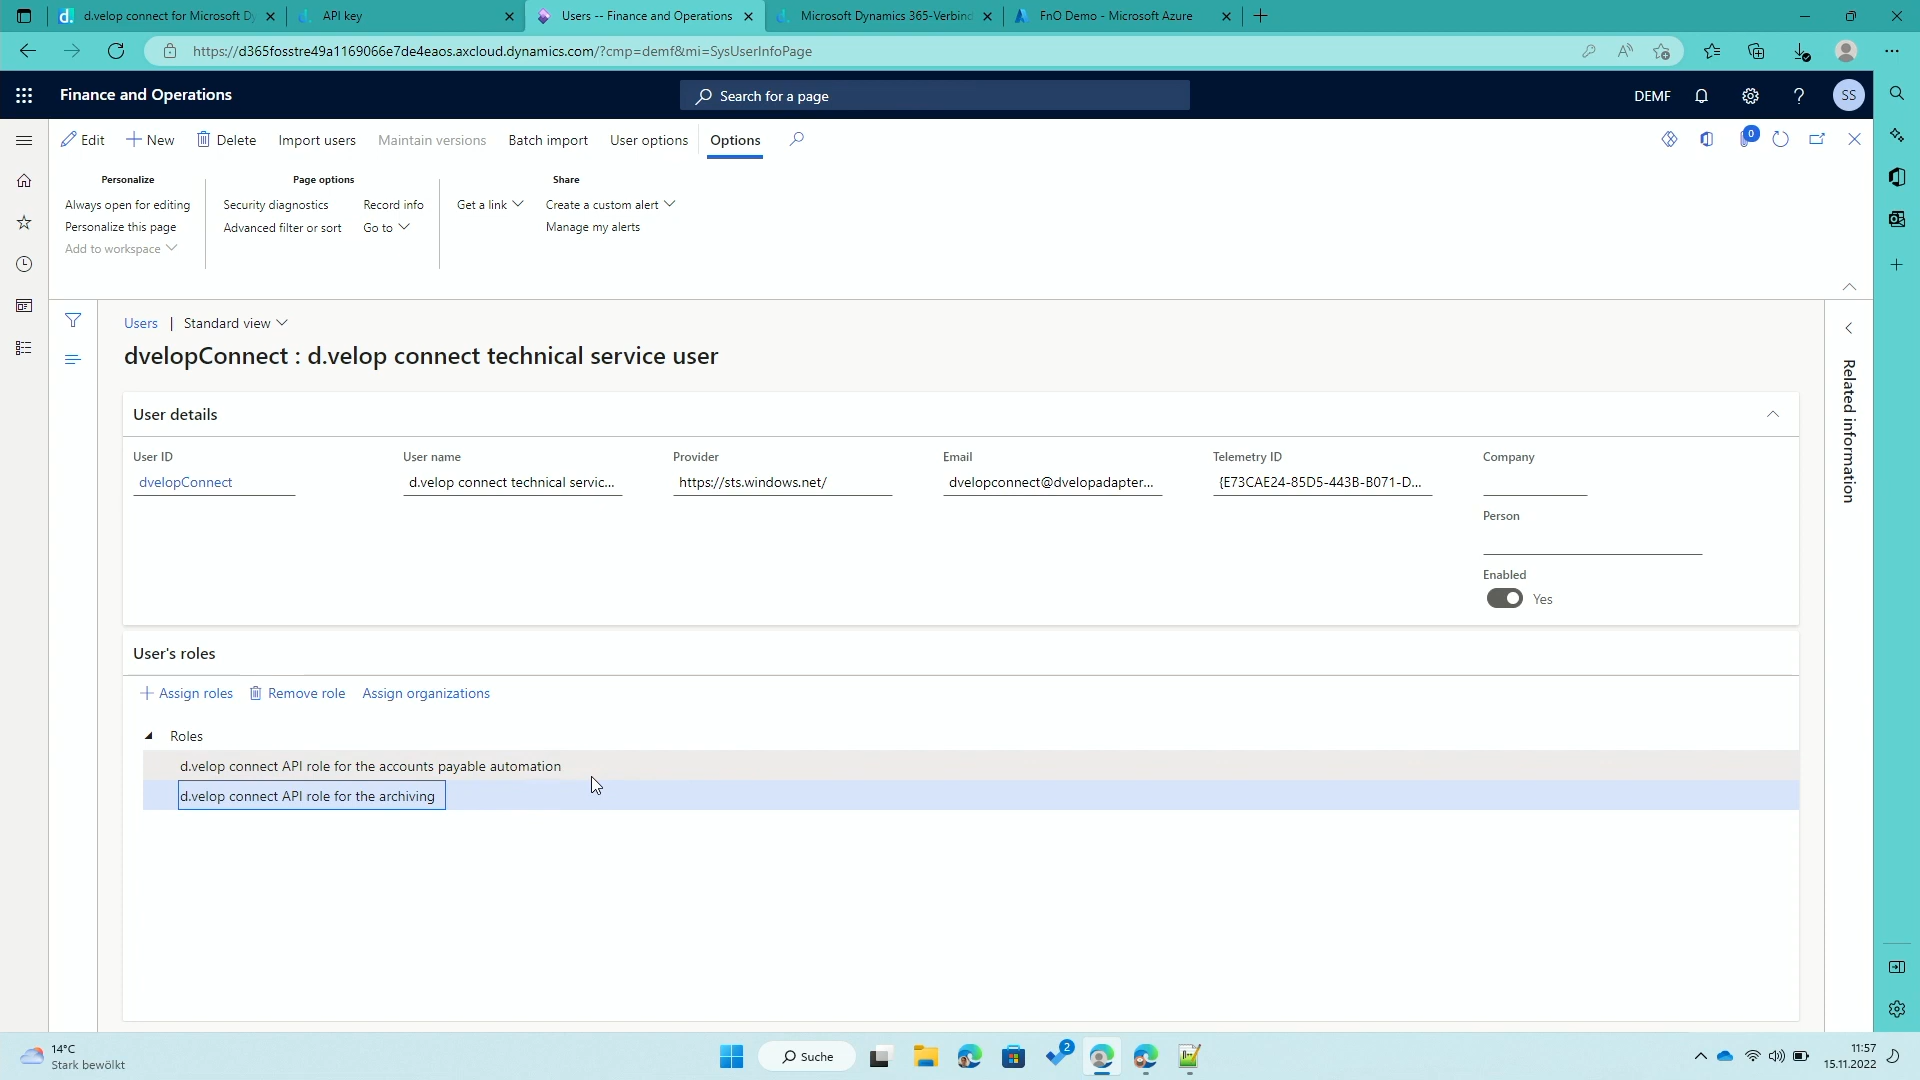 d.velop connect for Microsoft Dy
API key
Users -- Finance and Operations
Microsoft Dynamics 365-Verbind
FnO Demo - Microsoft Azure
https://d365fosstre49a1169066e7de4eaos.axcloud.dynamics.com/?cmp=demf&mi=SysUserInfoPage
Finance and Operations
Search for a page
DEMF
SS
Edit
New
Delete
Import users
Maintain versions
Batch import
User options
Options
0
Personalize
Always open for editing
Personalize this page
Add to workspace
Page options
Security diagnostics
Advanced filter or sort
Record info
Go to
Share
Get a link
Create a custom alert
Manage my alerts
Users | Standard view
dvelopConnect : d.velop connect technical service user
User details
User ID
dvelopConnect
User name
d.velop connect technical servic...
Provider
https://sts.windows.net/
Email
dvelopconnect@dvelopadapter...
Telemetry ID
{E73CAE24-85D5-443B-B071-D...
Company
Person
Enabled
Yes
Related information
User's roles
Assign roles
Remove role
Assign organizations
Roles
d.velop connect API role for the accounts payable automation
d.velop connect API role for the archiving
14°C
Stark bewölkt
Suche
2
11:57
15.11.2022